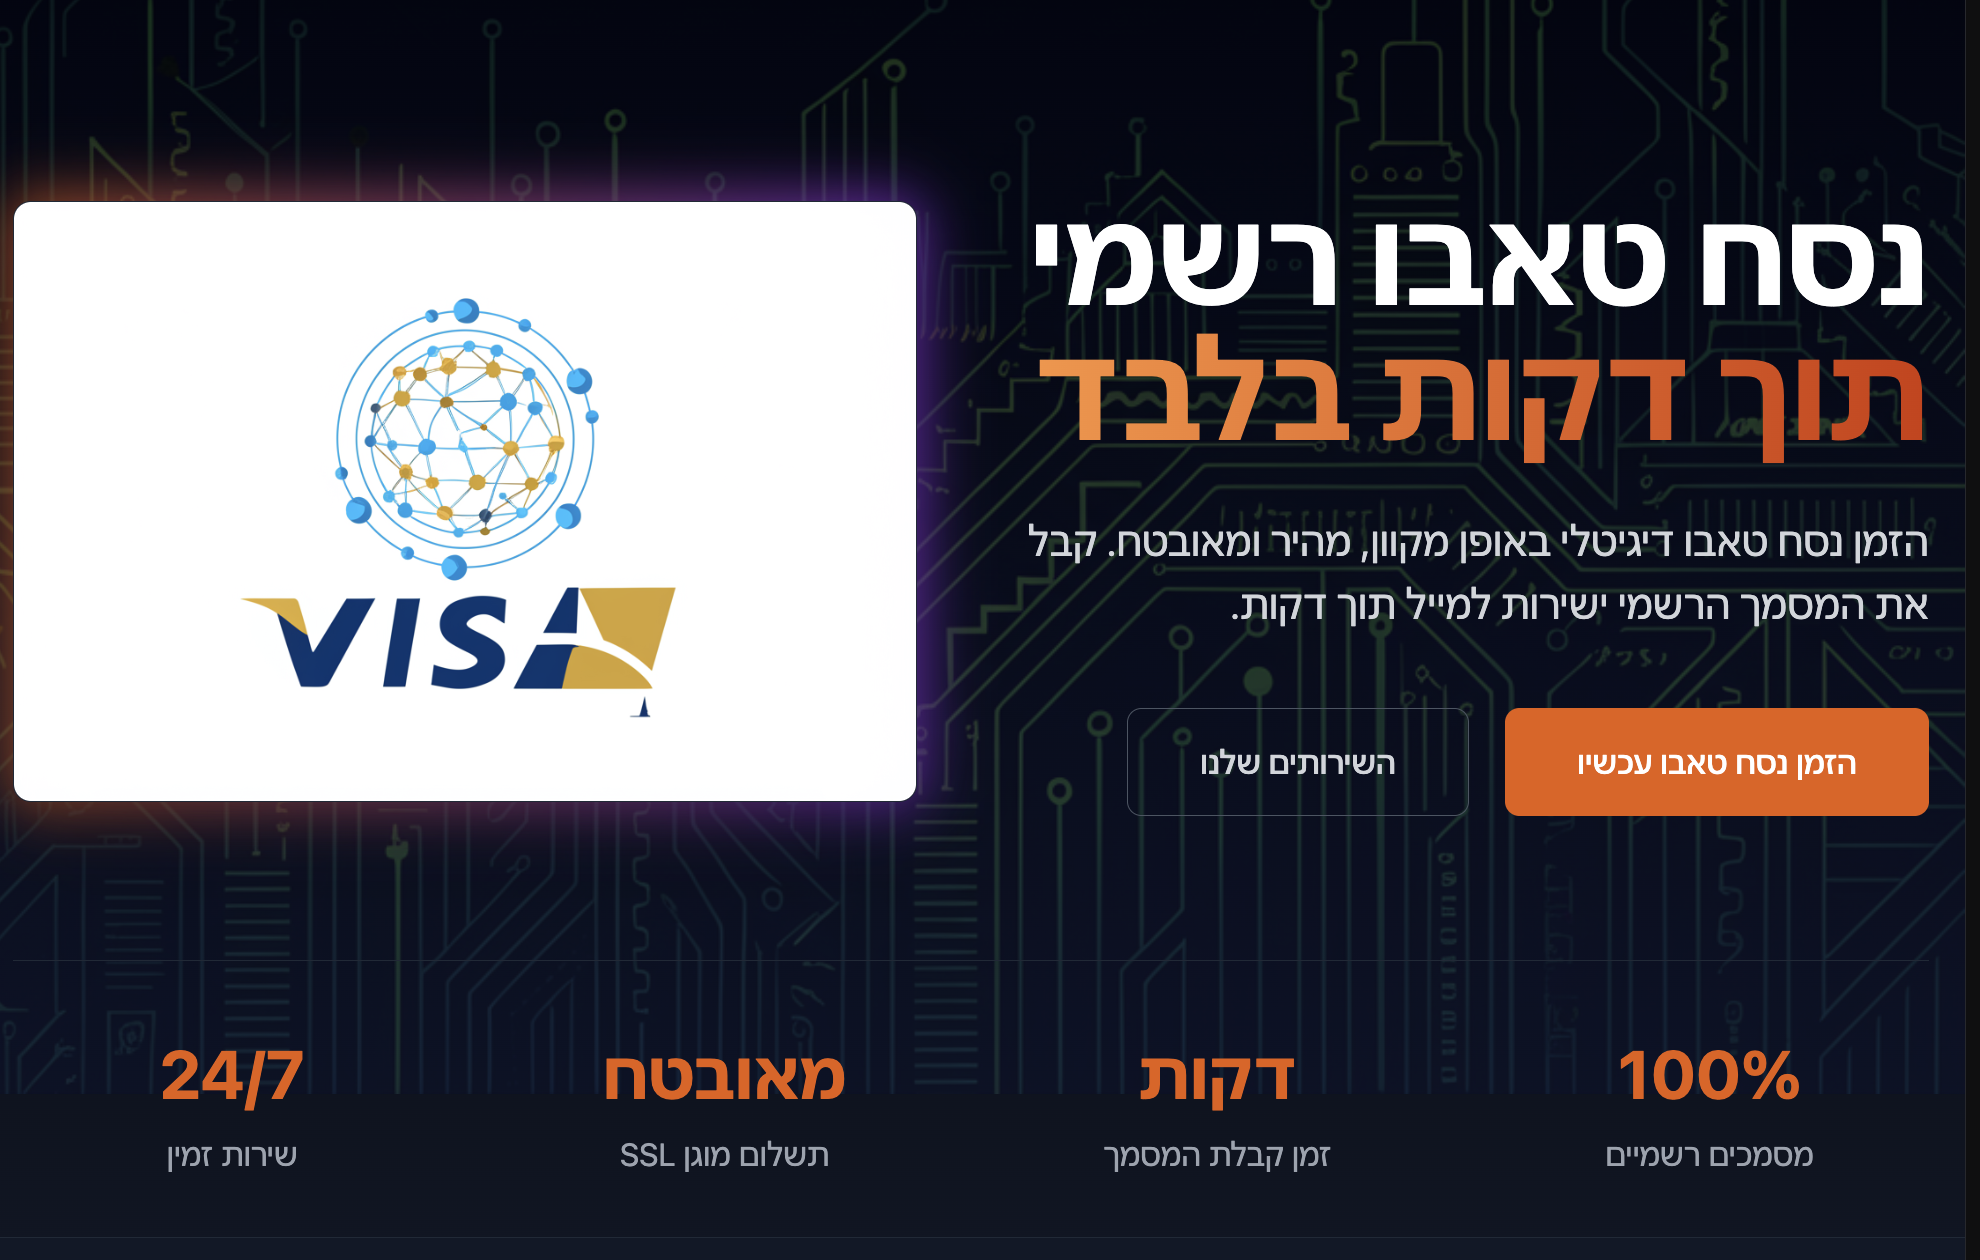 נסח טאבו רשמי
תוך דקות בלבד
הזמן נסח טאבו דיגיטלי באופן מקוון, מהיר ומאובטח. קבל
את המסמך הרשמי ישירות למייל תוך דקות.
הזמן נסח טאבו עכשיו
השירותים שלנו
VISA
100%
מסמכים רשמיים
דקות
זמן קבלת המסמך
מאובטח
תשלום מוגן SSL
24/7
שירות זמין